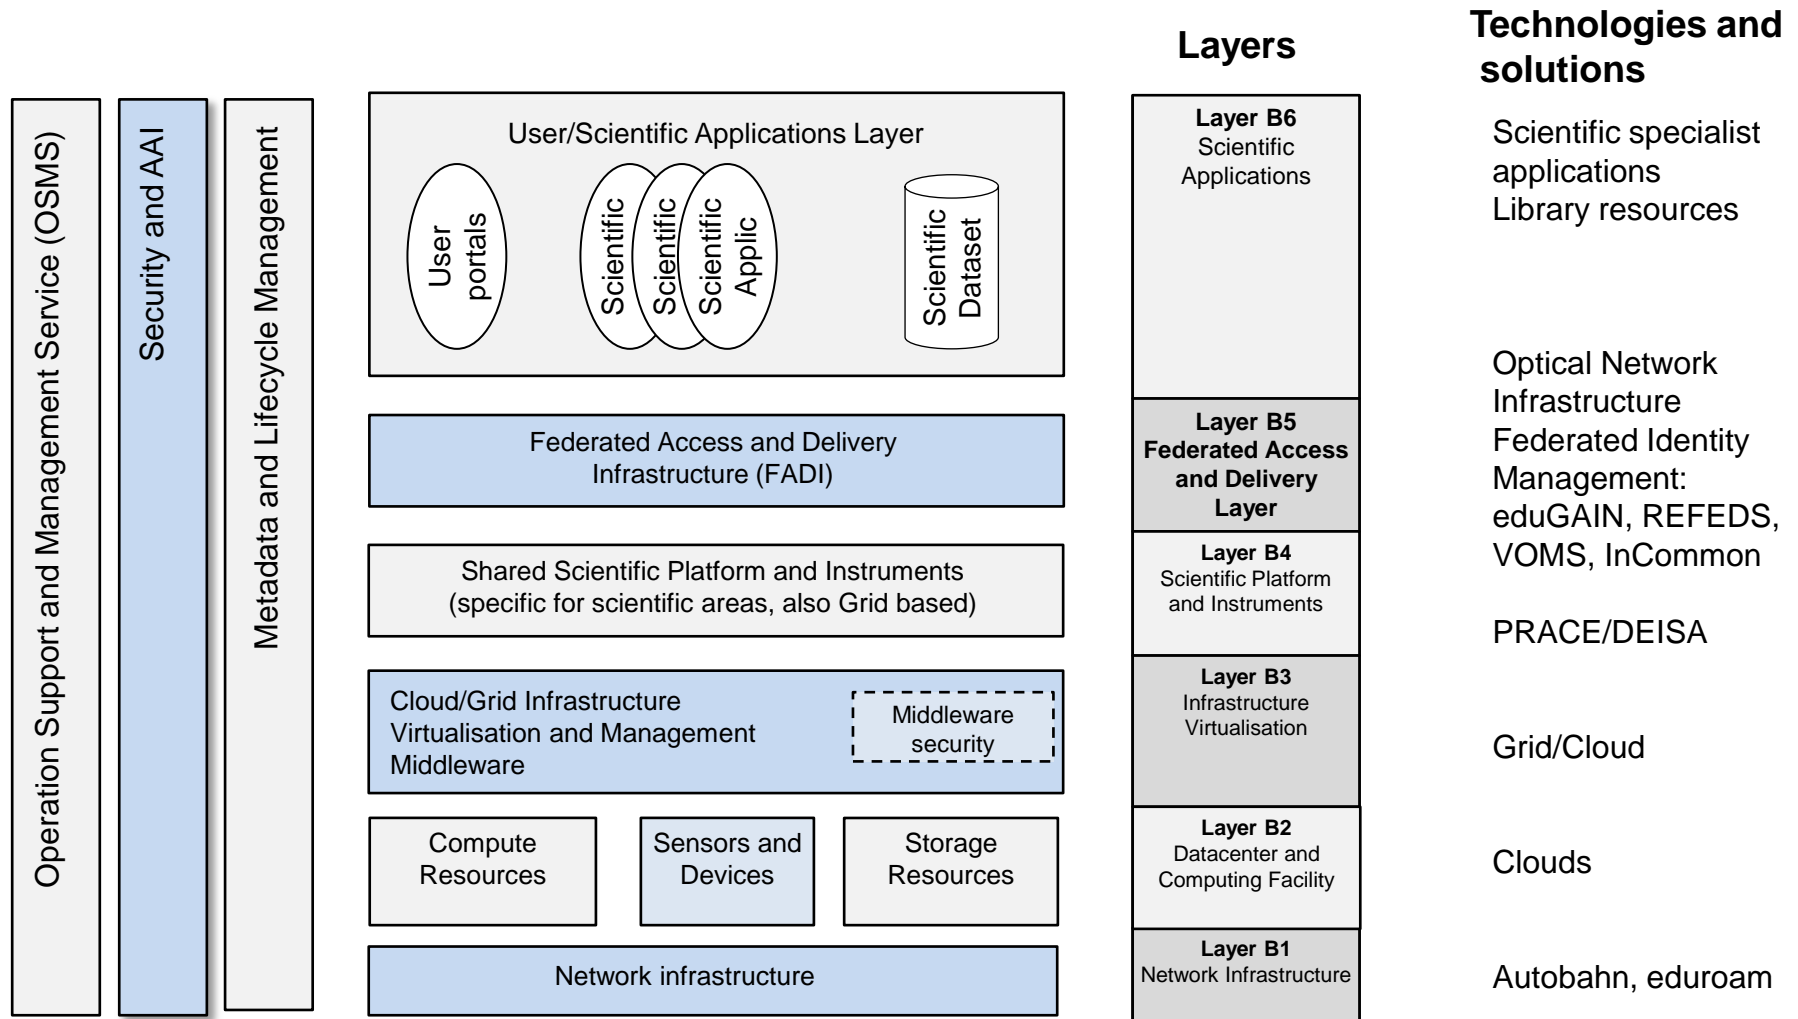 Layers
Technologies and
solutions
Operation Support and Management Service (OSMS)
Security and AAI
Metadata and Lifecycle Management
User/Scientific Applications Layer
User
portals
Scientific
Scientific
Scientific
Applic
Scientific
Dataset
Federated Access and Delivery
Infrastructure (FADI)
Shared Scientific Platform and Instruments
(specific for scientific areas, also Grid based)
Cloud/Grid Infrastructure
Virtualisation and Management
Middleware
Middleware
security
Compute
Resources
Sensors and
Devices
Storage
Resources
Network infrastructure
Layer B6
Scientific
Applications
Layer B5
Federated Access
and Delivery
Layer
Layer B4
Scientific Platform
and Instruments
Layer B3
Infrastructure
Virtualisation
Layer B2
Datacenter and
Computing Facility
Layer B1
Network Infrastructure
Scientific specialist
applications
Library resources
Optical Network
Infrastructure
Federated Identity
Management:
eduGAIN, REFEDS,
VOMS, InCommon
PRACE/DEISA
Grid/Cloud
Clouds
Autobahn, eduroam